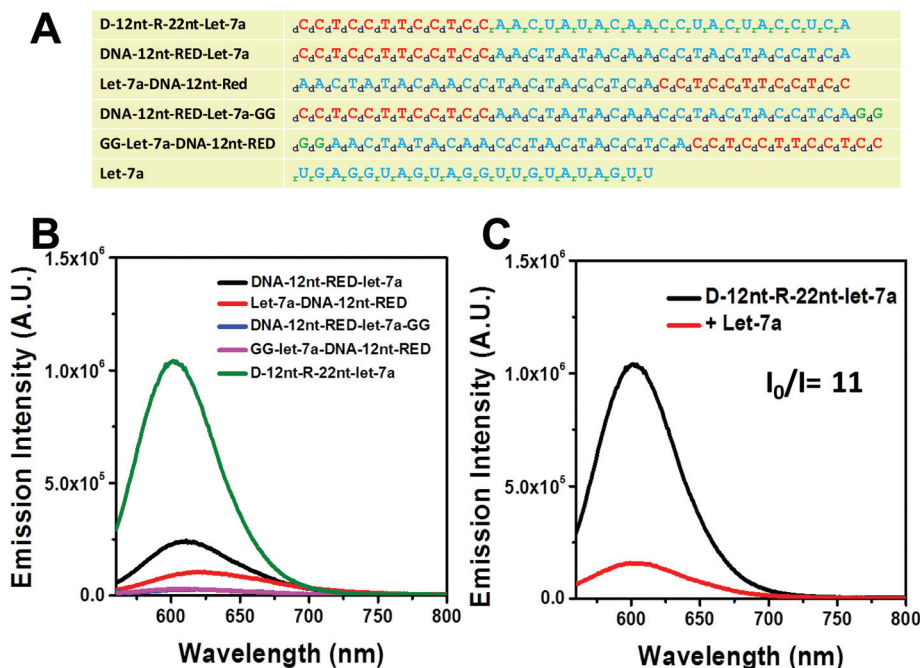 A
D-12nt-R-22nt-Let-7a dCdCdTdCdCdTdTdCdCdTdCdCrArArCrUrArUrArCrArArCrCrUrArCrUrArCrCrUrCrA
DNA-12nt-RED-Let-7a dCdCdTdCdCdTdTdCdCdTdCdCdAdAdCdTdAdTdAdCdAdAdCdCdTdAdCdTdAdCdCdTdCdA
Let-7a-DNA-12nt-Red dAdAdCdTdAdTdAdCdAdAdCdCdTdAdCdTdAdCdCdTdCdAdCdCdTdCdCdTdTdCdCdTdCdC
DNA-12nt-RED-Let-7a-GG dCdCdTdCdCdTdTdCdCdTdCdCdAdAdCdTdAdTdAdCdAdAdCdCdTdAdCdTdAdCdCdTdCdAdGdG
GG-Let-7a-DNA-12nt-RED dGdGdAdAdCdTdAdTdAdCdAdAdCdCdTdAdCdTdAdCdCdTdCdAdCdCdTdCdCdTdTdCdCdTdCdC
Let-7a rUrGrArGrGrUrArGrUrArGrGrUrUrGrUrArUrArGrUrU
B
1.5x10⁶
1.0x10⁶
5.0x10⁵
0.0
Emission Intensity (A.U.)
DNA-12nt-RED-let-7a
Let-7a-DNA-12nt-RED
DNA-12nt-RED-let-7a-GG
GG-let-7a-DNA-12nt-RED
D-12nt-R-22nt-let-7a
600 650 700 750 800
Wavelength (nm)
C
1.5x10⁶
1.0x10⁶
5.0x10⁵
0.0
Emission Intensity (A.U.)
D-12nt-R-22nt-let-7a
+ Let-7a
I₀/I= 11
600 650 700 750 800
Wavelength (nm)